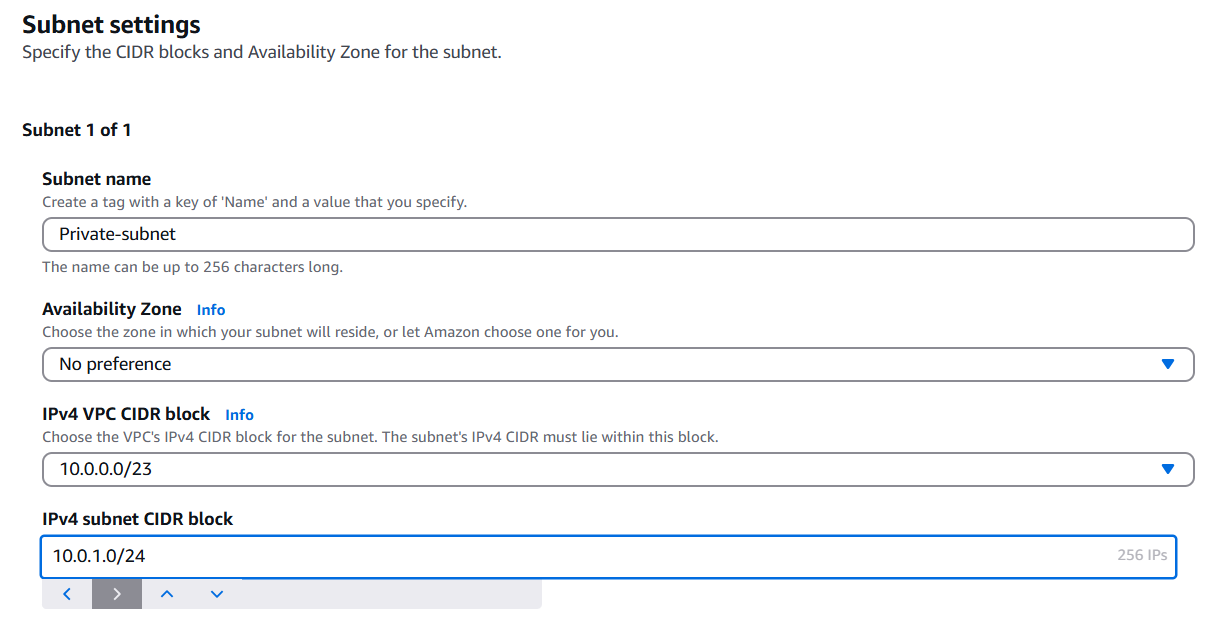 Subnet settings
Specify the CIDR blocks and Availability Zone for the subnet.
Subnet 1 of 1
Subnet name
Create a tag with a key of 'Name' and a value that you specify.
Private-subnet
The name can be up to 256 characters long.
Availability Zone Info
Choose the zone in which your subnet will reside, or let Amazon choose one for you.
No preference
IPv4 VPC CIDR block Info
Choose the VPC's IPv4 CIDR block for the subnet. The subnet's IPv4 CIDR must lie within this block.
10.0.0.0/23
IPv4 subnet CIDR block
10.0.1.0/24 256 IPs